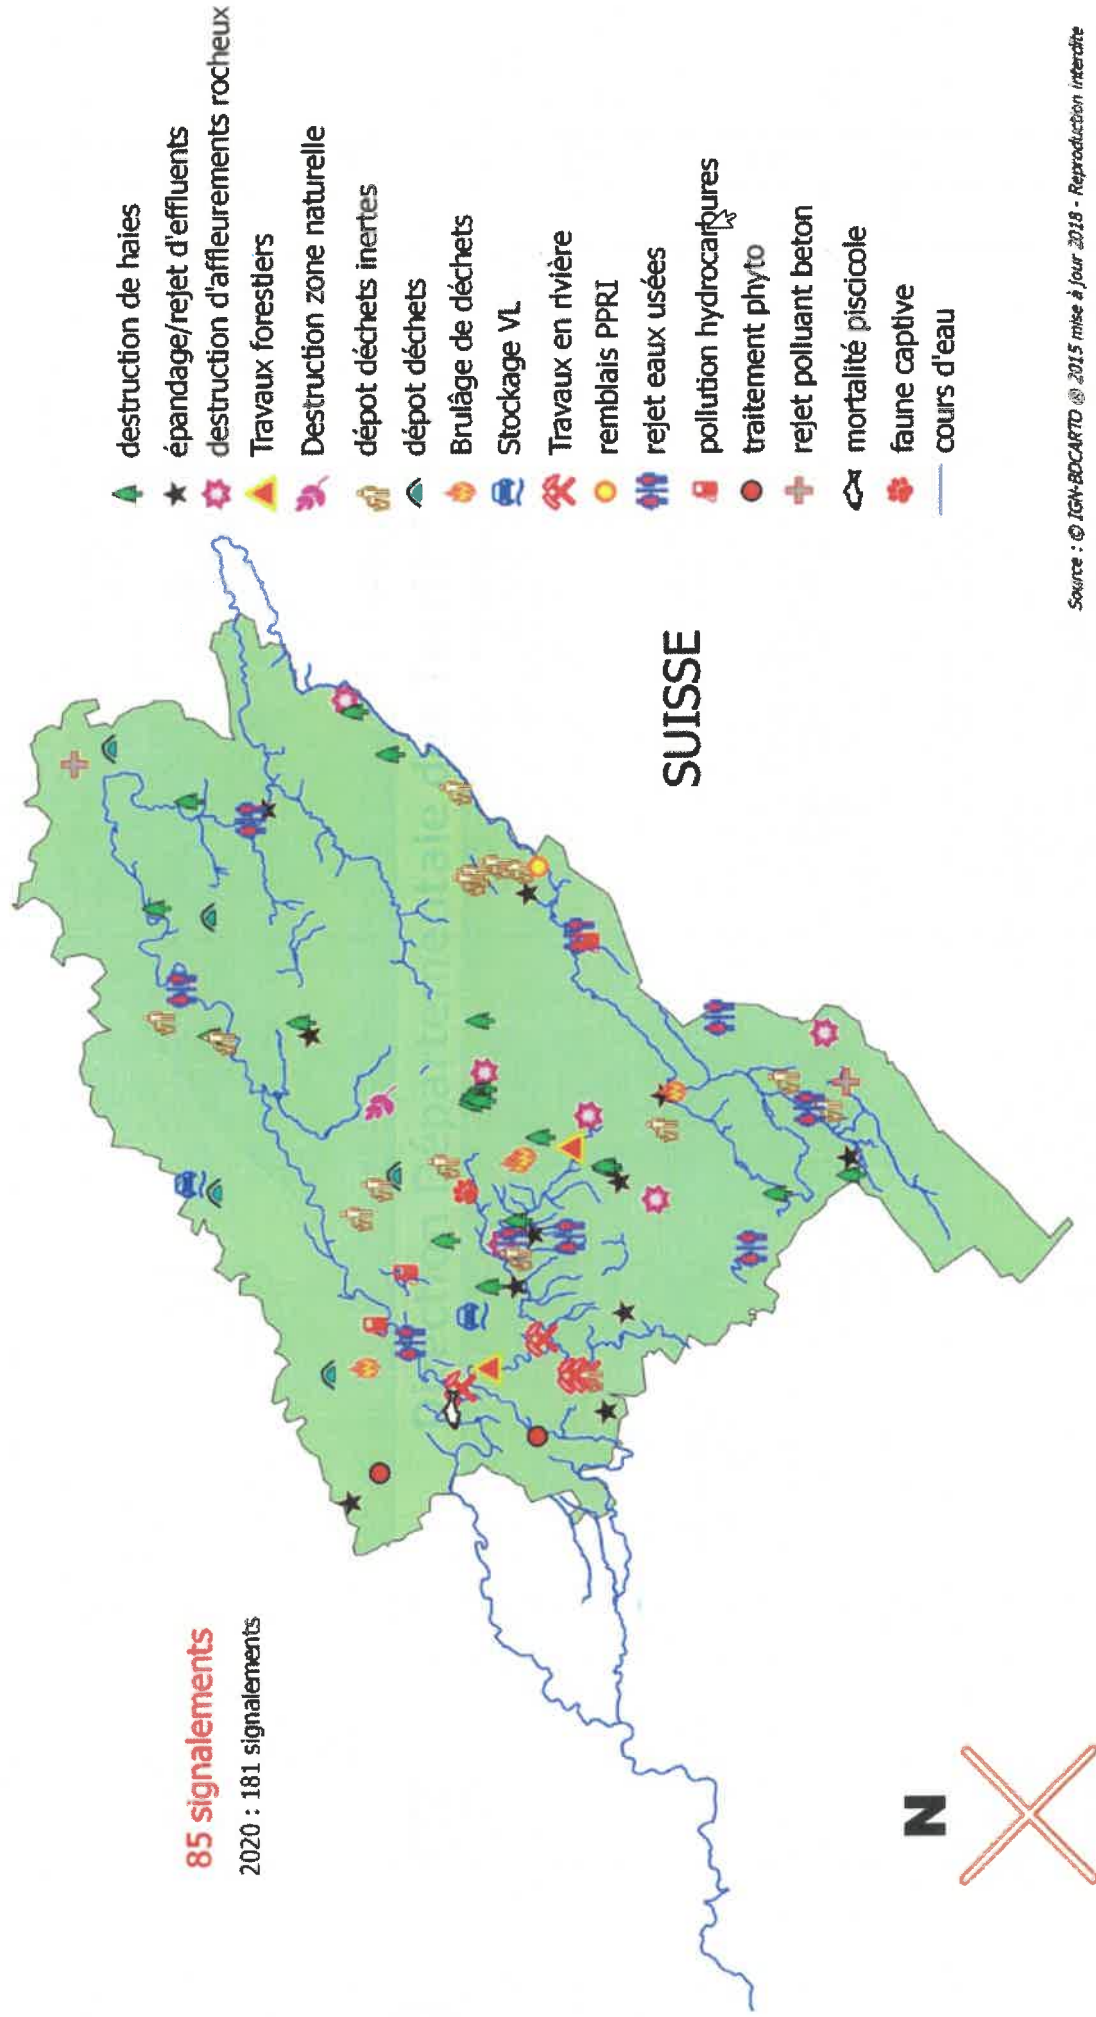 85 signalements
2020 : 181 signalements
SUISSE
destruction de haies
épandage/rejet d'effluents
destruction d'affleurements rocheux
Travaux forestiers
Destruction zone naturelle
dépot déchets inertes
dépot déchets
Brulâge de déchets
Stockage VL
Travaux en rivière
remblais PPRI
rejet eaux usées
pollution hydrocarbures
traitement phyto
rejet polluant beton
mortalité piscicole
faune captive
cours d'eau
N
Source : © IGN-BDCARTO @ 2015 mise à jour 2018 - Reproduction interdite